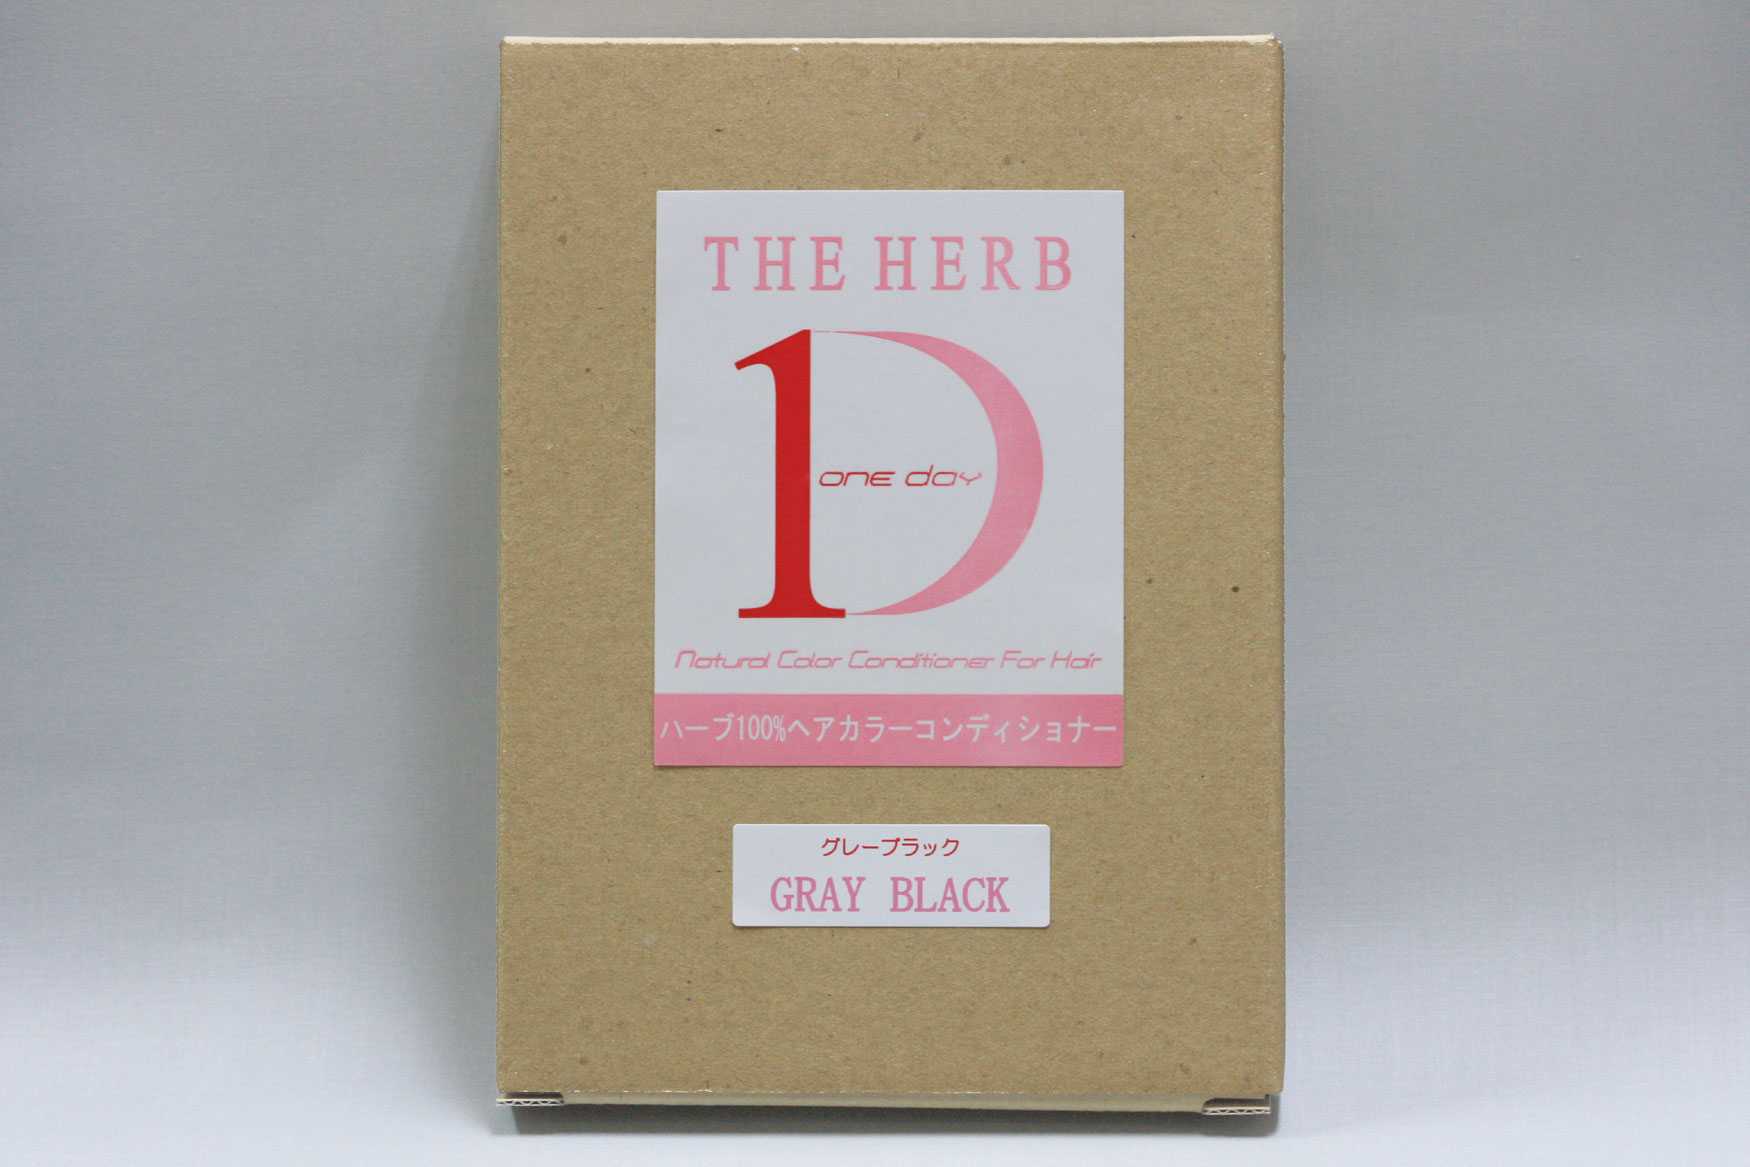 THE HERB
1D
one day
Natural Color Conditioner For Hair
ハーブ100%ヘアカラーコンディショナー
グレーブラック
GRAY BLACK